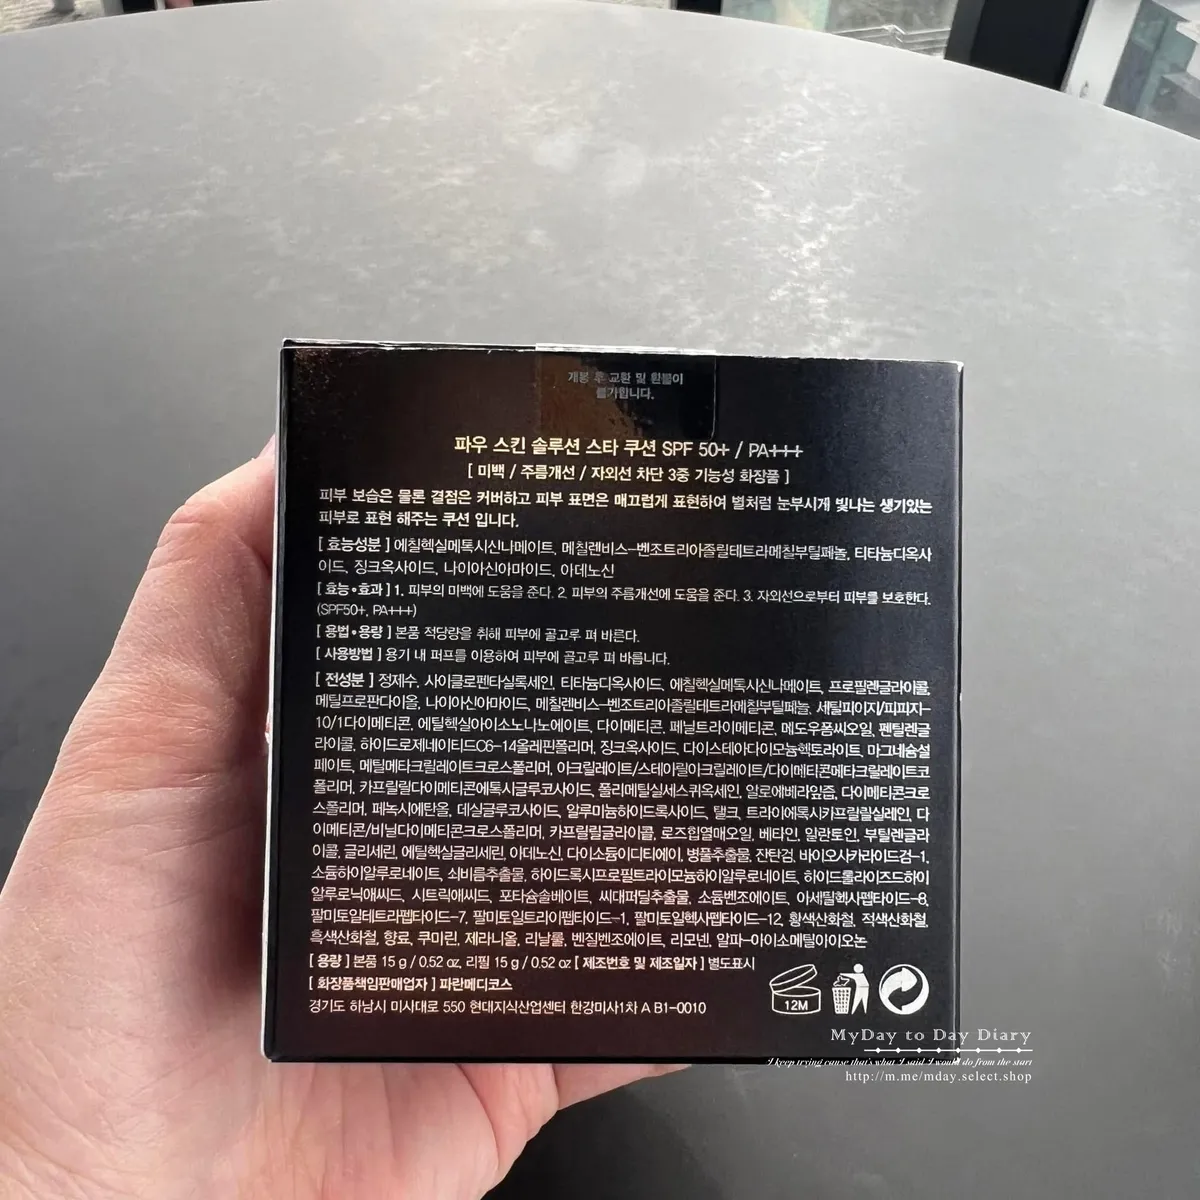 개봉 후 교환 및 환불이
불가합니다.
파우 스킨 솔루션 스타 쿠션 SPF 50+ / PA+++
[ 미백 / 주름개선 / 자외선 차단 3중 기능성 화장품 ]
피부 보습은 물론 결점은 커버하고 피부 표면은 매끄럽게 표현하여 별처럼 눈부시게 빛나는 생기있는
피부로 표현 해주는 쿠션 입니다.
[ 효능성분 ] 에칠헥실메톡시신나메이트, 메칠렌비스-벤조트리아졸릴테트라메칠부틸페놀, 티타늄디옥사
이드, 징크옥사이드, 나이아신아마이드, 아데노신
[ 효능•효과 ] 1. 피부의 미백에 도움을 준다. 2. 피부의 주름개선에 도움을 준다. 3. 자외선으로부터 피부를 보호한다.
(SPF50+, PA+++)
[ 용법•용량 ] 본품 적당량을 취해 피부에 골고루 펴 바른다.
[ 사용방법 ] 용기 내 퍼프를 이용하여 피부에 골고루 펴 바릅니다.
[ 전성분 ] 정제수, 사이클로펜타실록세인, 티타늄디옥사이드, 에칠헥실메톡시신나메이트, 프로필렌글라이콜,
메틸프로판다이올, 나이아신아마이드, 메칠렌비스-벤조트리아졸릴테트라메칠부틸페놀, 세틸피이지/피피지-
10/1다이메티콘, 에틸헥실아이소노나노에이트, 다이메티콘, 페닐트라이메티콘, 메도우폼씨오일, 펜틸렌글
라이콜, 하이드로제네이티드C6-14올레핀폴리머, 징크옥사이드, 다이스테아다이모늄헥토라이트, 마그네슘설
페이트, 메틸메타크릴레이트크로스폴리머, 아크릴레이트/스테아릴아크릴레이트/다이메티콘메타크릴레이트코
폴리머, 카프릴릴다이메티콘에톡시글루코사이드, 폴리메틸실세스퀴옥세인, 알로에베라잎즙, 다이메티콘크로
스폴리머, 페녹시에탄올, 데실글루코사이드, 알루미늄하이드록사이드, 탤크, 트라이에톡시카프릴릴실레인, 다
이메티콘/비닐다이메티콘크로스폴리머, 카프릴릴글라이콜, 로즈힙열매오일, 베타인, 알란토인, 부틸렌글라
이콜, 글리세린, 에틸헥실글리세린, 아데노신, 다이소듐이디티에이, 병풀추출물, 잔탄검, 바이오사카라이드검-1,
소듐하이알루로네이트, 쇠비름추출물, 하이드록시프로필트라이모늄하이알루로네이트, 하이드롤라이즈드하이
알루로닉애씨드, 시트릭애씨드, 포타슘솔베이트, 씨대퍼딜추출물, 소듐벤조에이트, 아세틸헥사펩타이드-8,
팔미토일테트라펩타이드-7, 팔미토일트리이펩타이드-1, 팔미토일헥사펩타이드-12, 황색산화철, 적색산화철,
흑색산화철, 향료, 쿠마린, 제라니올, 리날룰, 벤질벤조에이트, 리모넨, 알파-아이소메틸아이오논
[ 용량 ] 본품 15 g / 0.52 oz, 리필 15 g / 0.52 oz [ 제조번호 및 제조일자 ] 별도표시
[ 화장품책임판매업자 ] 파란메디코스
경기도 하남시 미사대로 550 현대지식산업센터 한강미사1차 A B1-0010
12M
MyDay to Day Diary
I keep trying cause that's what I said I would do from the start
http://m.me/mday.select.shop